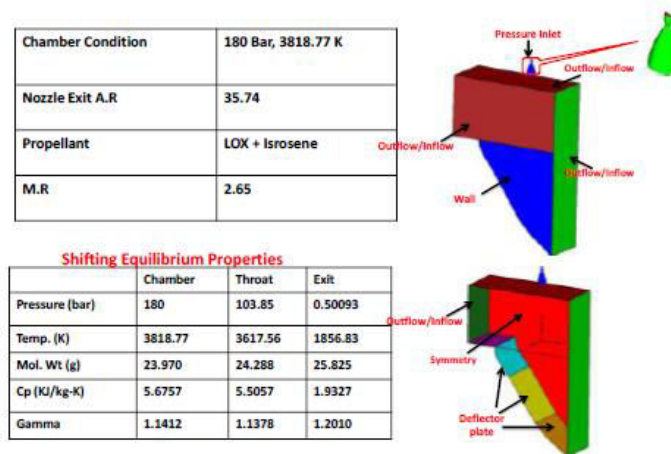 Chamber Condition 180 Bar, 3818.77 K
Nozzle Exit A.R 35.74
Propellant LOX + Isrosene
M.R 2.65
Pressure Inlet
Outflow/Inflow
Outflow/Inflow
Outflow/Inflow
Wall
Shifting Equilibrium Properties
Chamber Throat Exit
Pressure (bar) 180 103.85 0.50093
Temp. (K) 3818.77 3617.56 1856.83
Mol. Wt (g) 23.970 24.288 25.825
Cp (KJ/kg-K) 5.6757 5.5057 1.9327
Gamma 1.1412 1.1378 1.2010
Outflow/Inflow
Symmetry
Deflector
plate